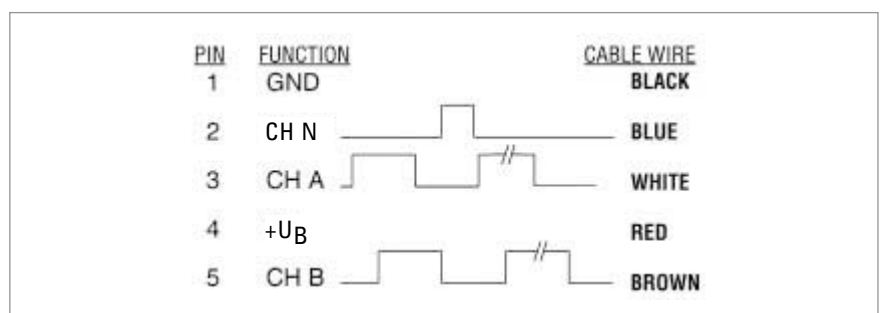 PIN FUNCTION CABLE WIRE
1 GND BLACK
2 CH N BLUE
3 CH A WHITE
4 +UB RED
5 CH B BROWN